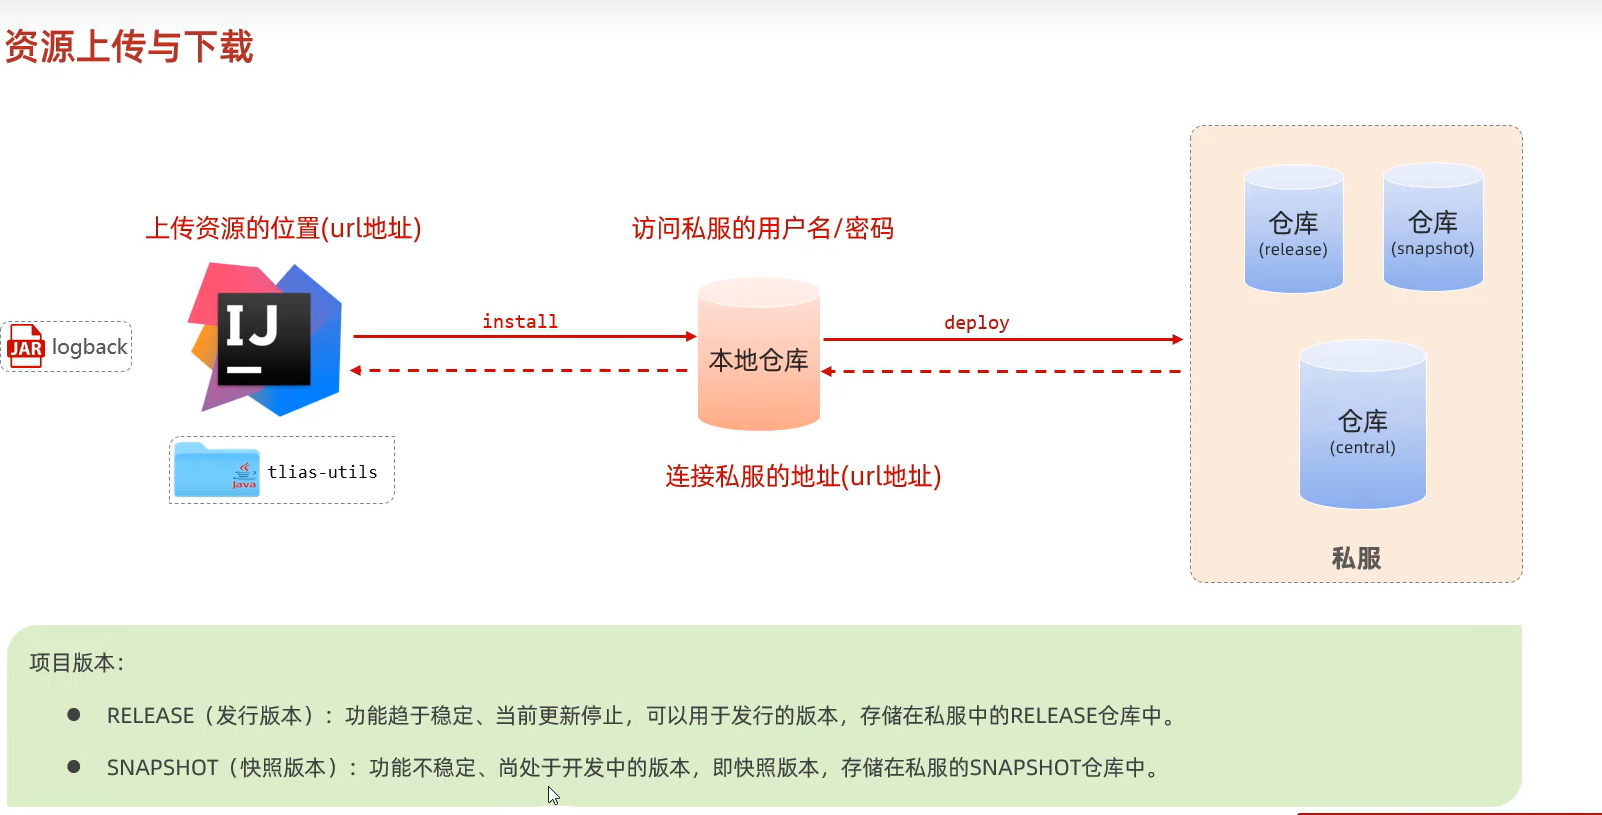 资源上传与下载
上传资源的位置(url地址)
访问私服的用户名/密码
仓库
(release)
仓库
(snapshot)
IJ
install
deploy
JAR logback
本地仓库
仓库
(central)
Java tlias-utils
连接私服的地址(url地址)
私服
项目版本：
● RELEASE（发行版本）：功能趋于稳定、当前更新停止，可以用于发行的版本，存储在私服中的RELEASE仓库中。
● SNAPSHOT（快照版本）：功能不稳定、尚处于开发中的版本，即快照版本，存储在私服的SNAPSHOT仓库中。